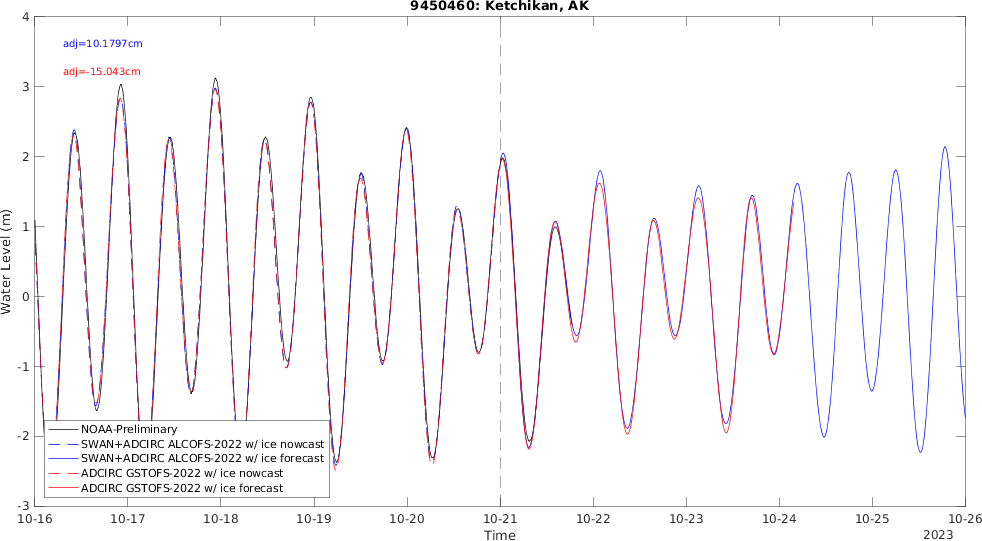 9450460: Ketchikan, AK
adj=10.1797cm
adj=-15.043cm
Water Level (m)
4
3
2
1
0
-1
-2
-3
NOAA-Preliminary
SWAN+ADCIRC ALCOFS-2022 w/ ice nowcast
SWAN+ADCIRC ALCOFS-2022 w/ ice forecast
ADCIRC GSTOFS-2022 w/ ice nowcast
ADCIRC GSTOFS-2022 w/ ice forecast
10-16 10-17 10-18 10-19 10-20 10-21 10-22 10-23 10-24 10-25 10-26
Time
2023